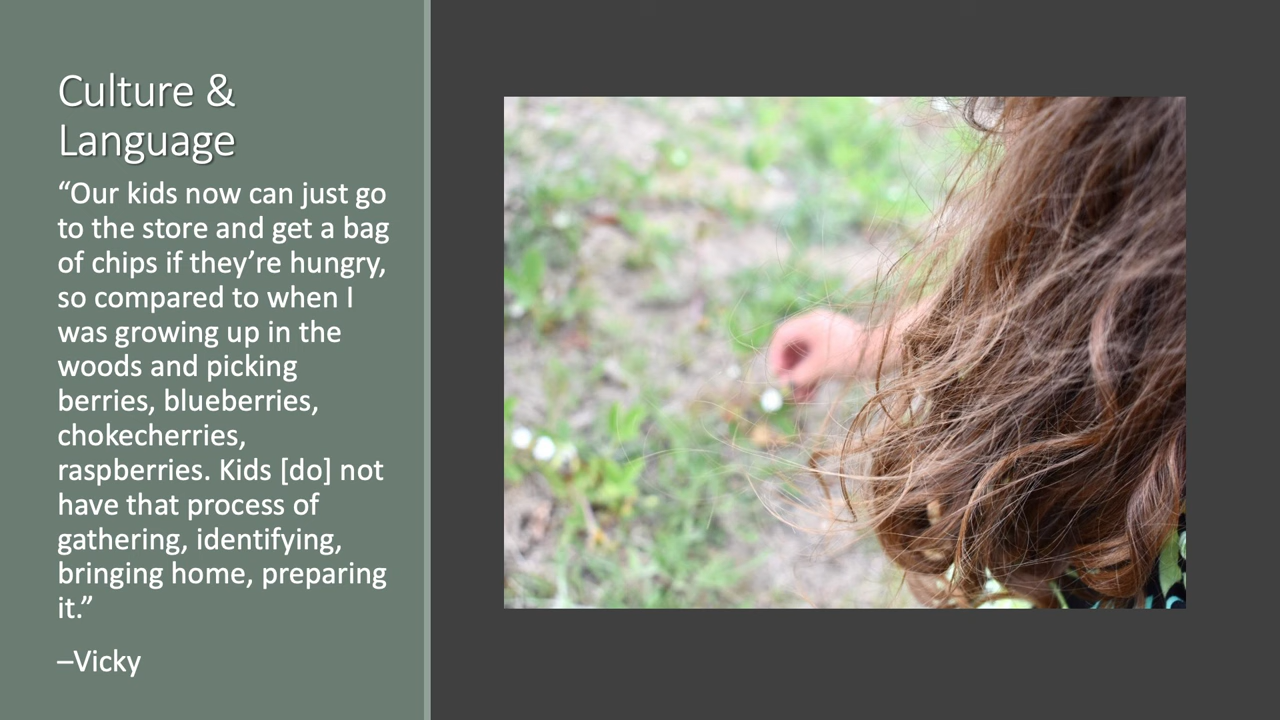 Culture &
Language
“Our kids now can just go
to the store and get a bag
of chips if they’re hungry,
so compared to when I
was growing up in the
woods and picking
berries, blueberries,
chokecherries,
raspberries. Kids [do] not
have that process of
gathering, identifying,
bringing home, preparing
it.”
–Vicky